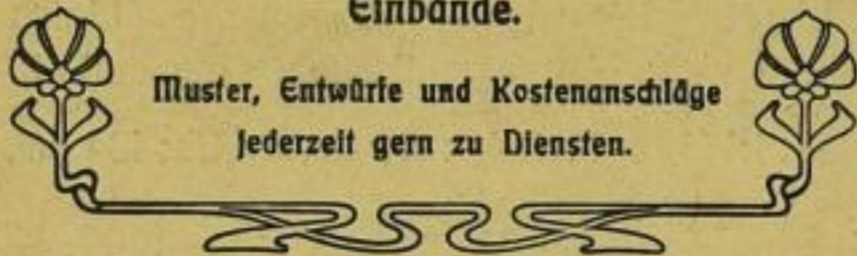 Einbände.
Muster, Entwürfe und Kostenanschläge
jederzeit gern zu Diensten.